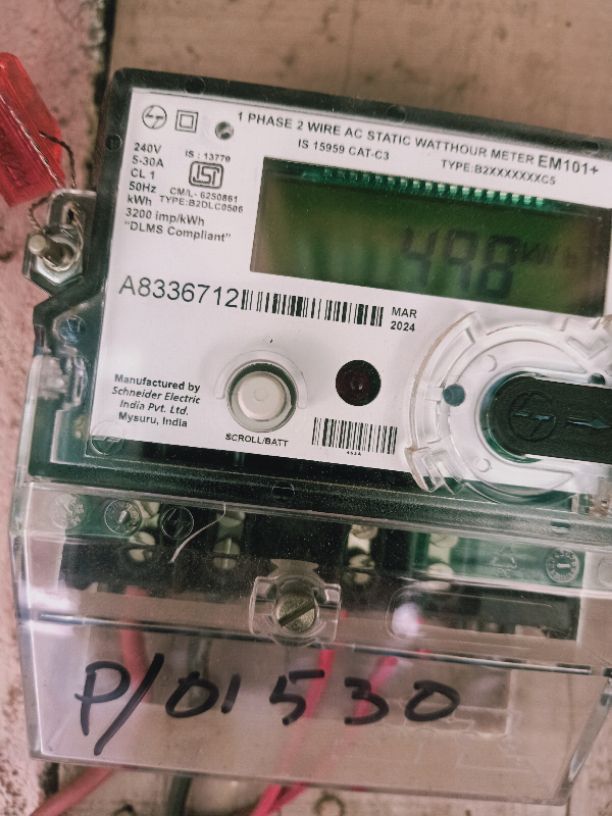 1 PHASE 2 WIRE AC STATIC WATTHOUR METER EM101+
IS 15959 CAT-C3
TYPE:B2XXXXXXXC5
240V
5-30A
CL 1
50Hz
kWh
3200 imp/kWh
"DLMS Compliant"
IS : 13779
ISI
CM/L- 6250861
TYPE:B2DLC0506
498 kWh
A8336712
MAR
2024
Manufactured by
Schneider Electric
India Pvt. Ltd.
Mysuru, India
SCROLL/BATT
P/01530